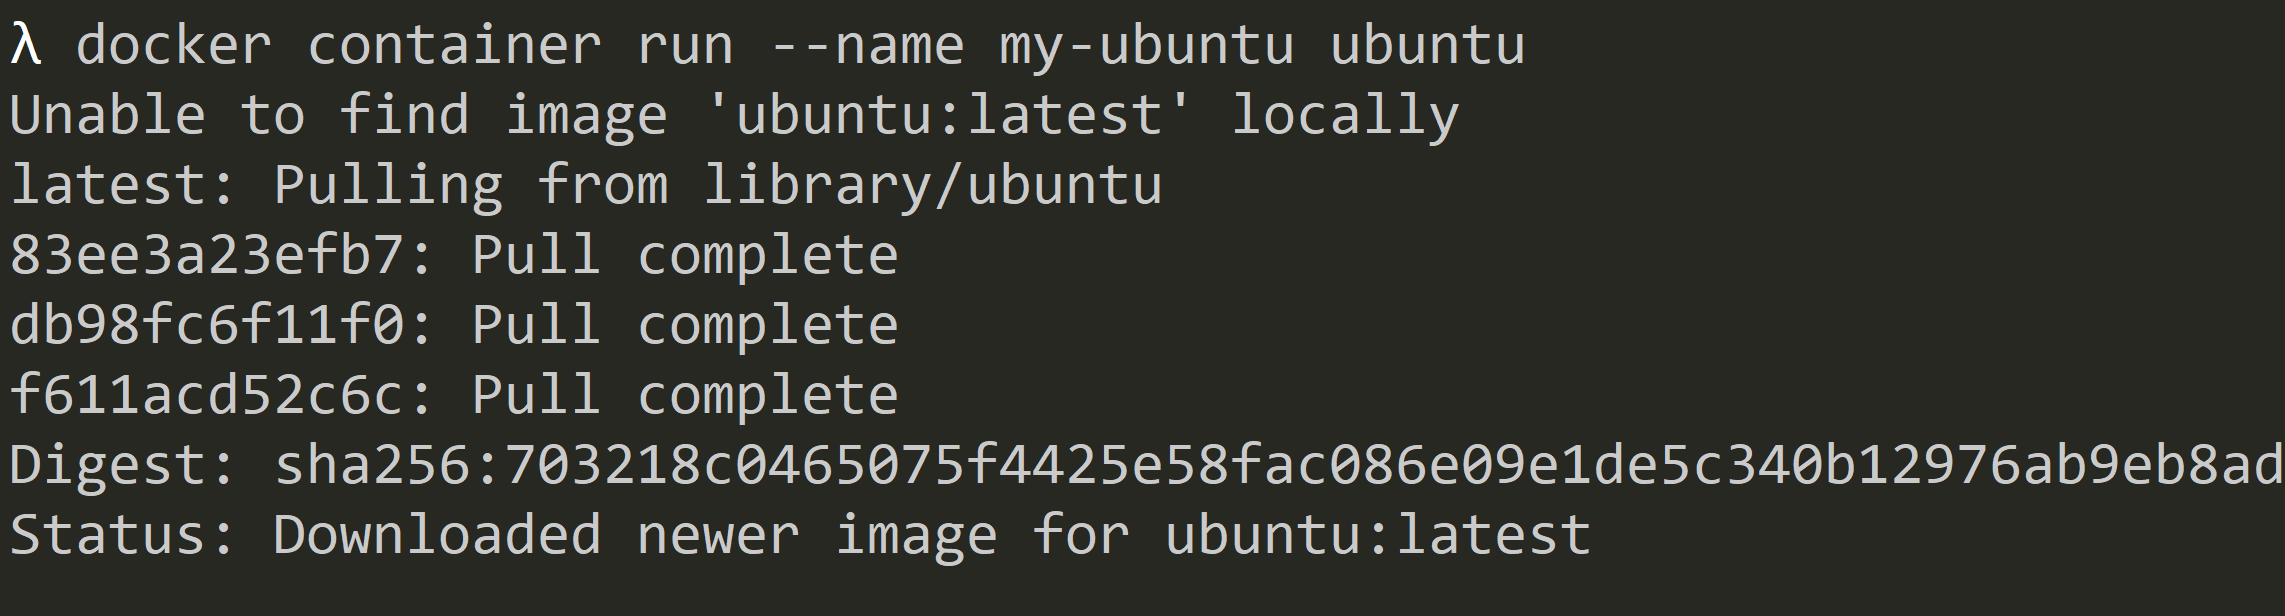 λ docker container run --name my-ubuntu ubuntu
Unable to find image 'ubuntu:latest' locally
latest: Pulling from library/ubuntu
83ee3a23efb7: Pull complete
db98fc6f11f0: Pull complete
f611acd52c6c: Pull complete
Digest: sha256:703218c0465075f4425e58fac086e09e1de5c340b12976ab9eb8ad
Status: Downloaded newer image for ubuntu:latest